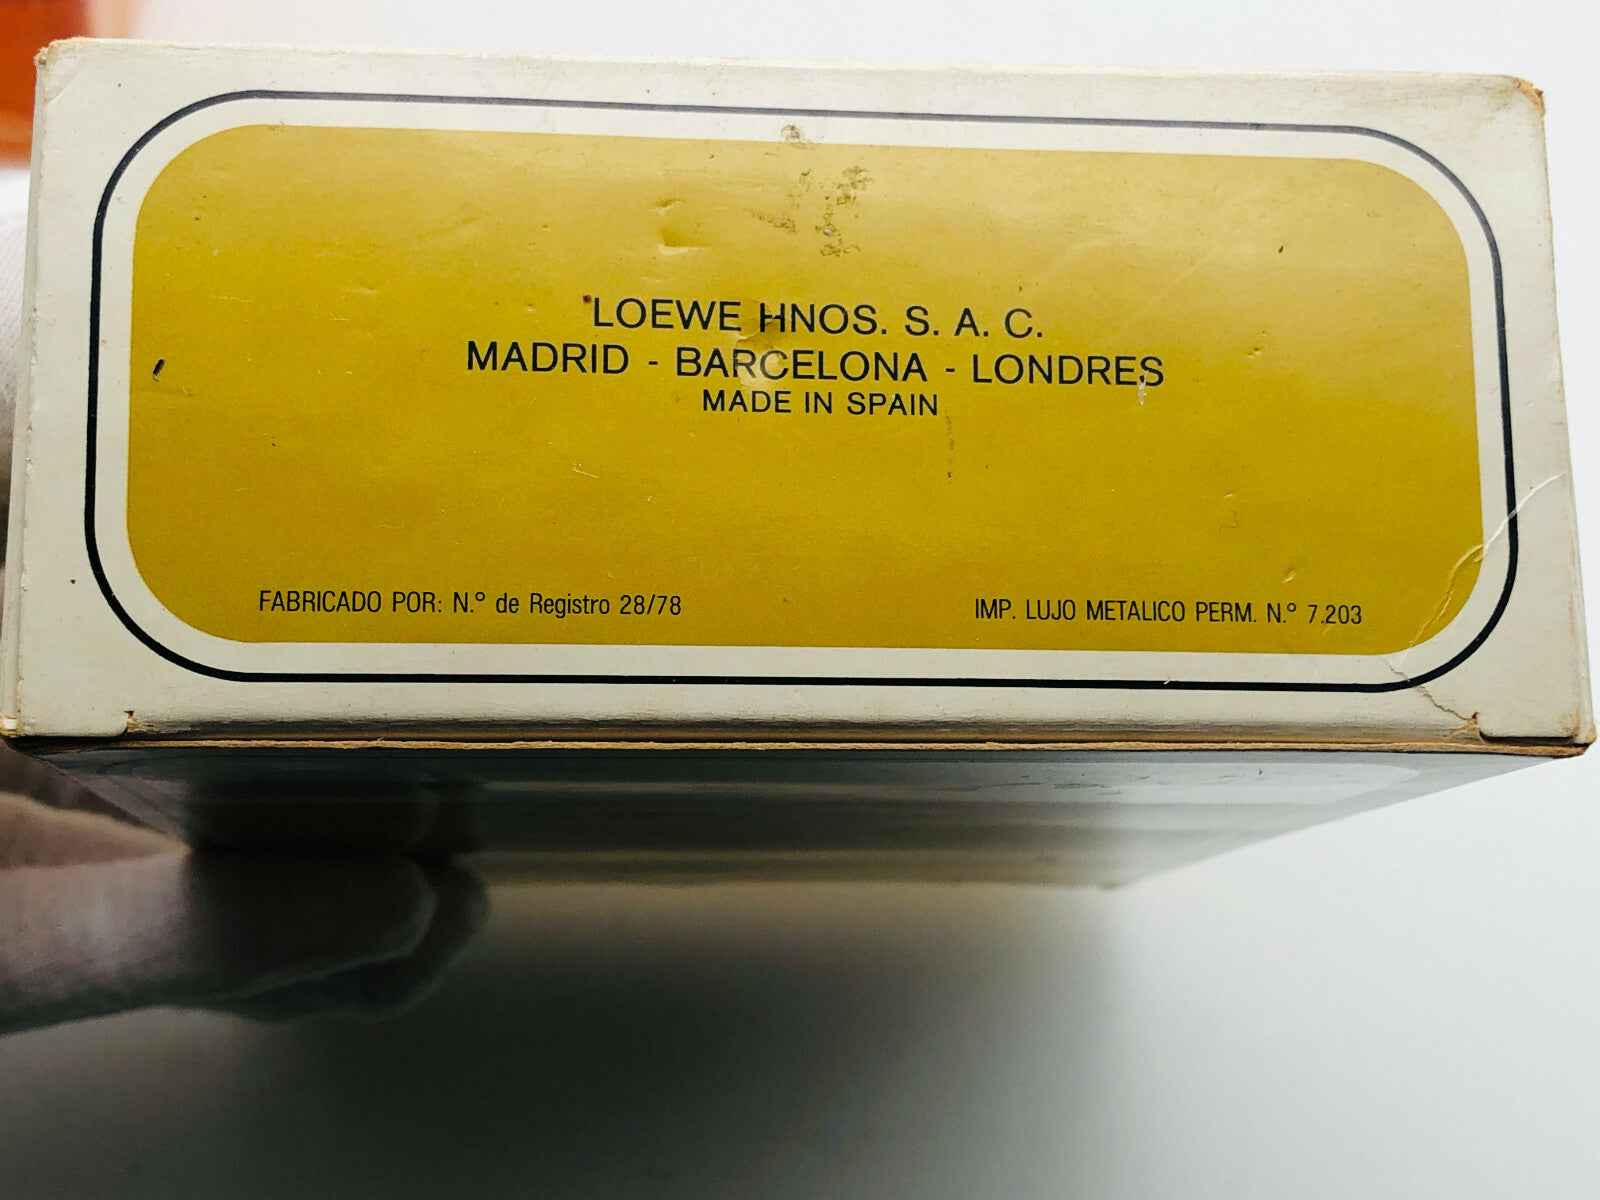 LOEWE HNOS. S. A. C.
MADRID - BARCELONA - LONDRES
MADE IN SPAIN
FABRICADO POR: N.º de Registro 28/78
IMP. LUJO METALICO PERM. N.º 7.203